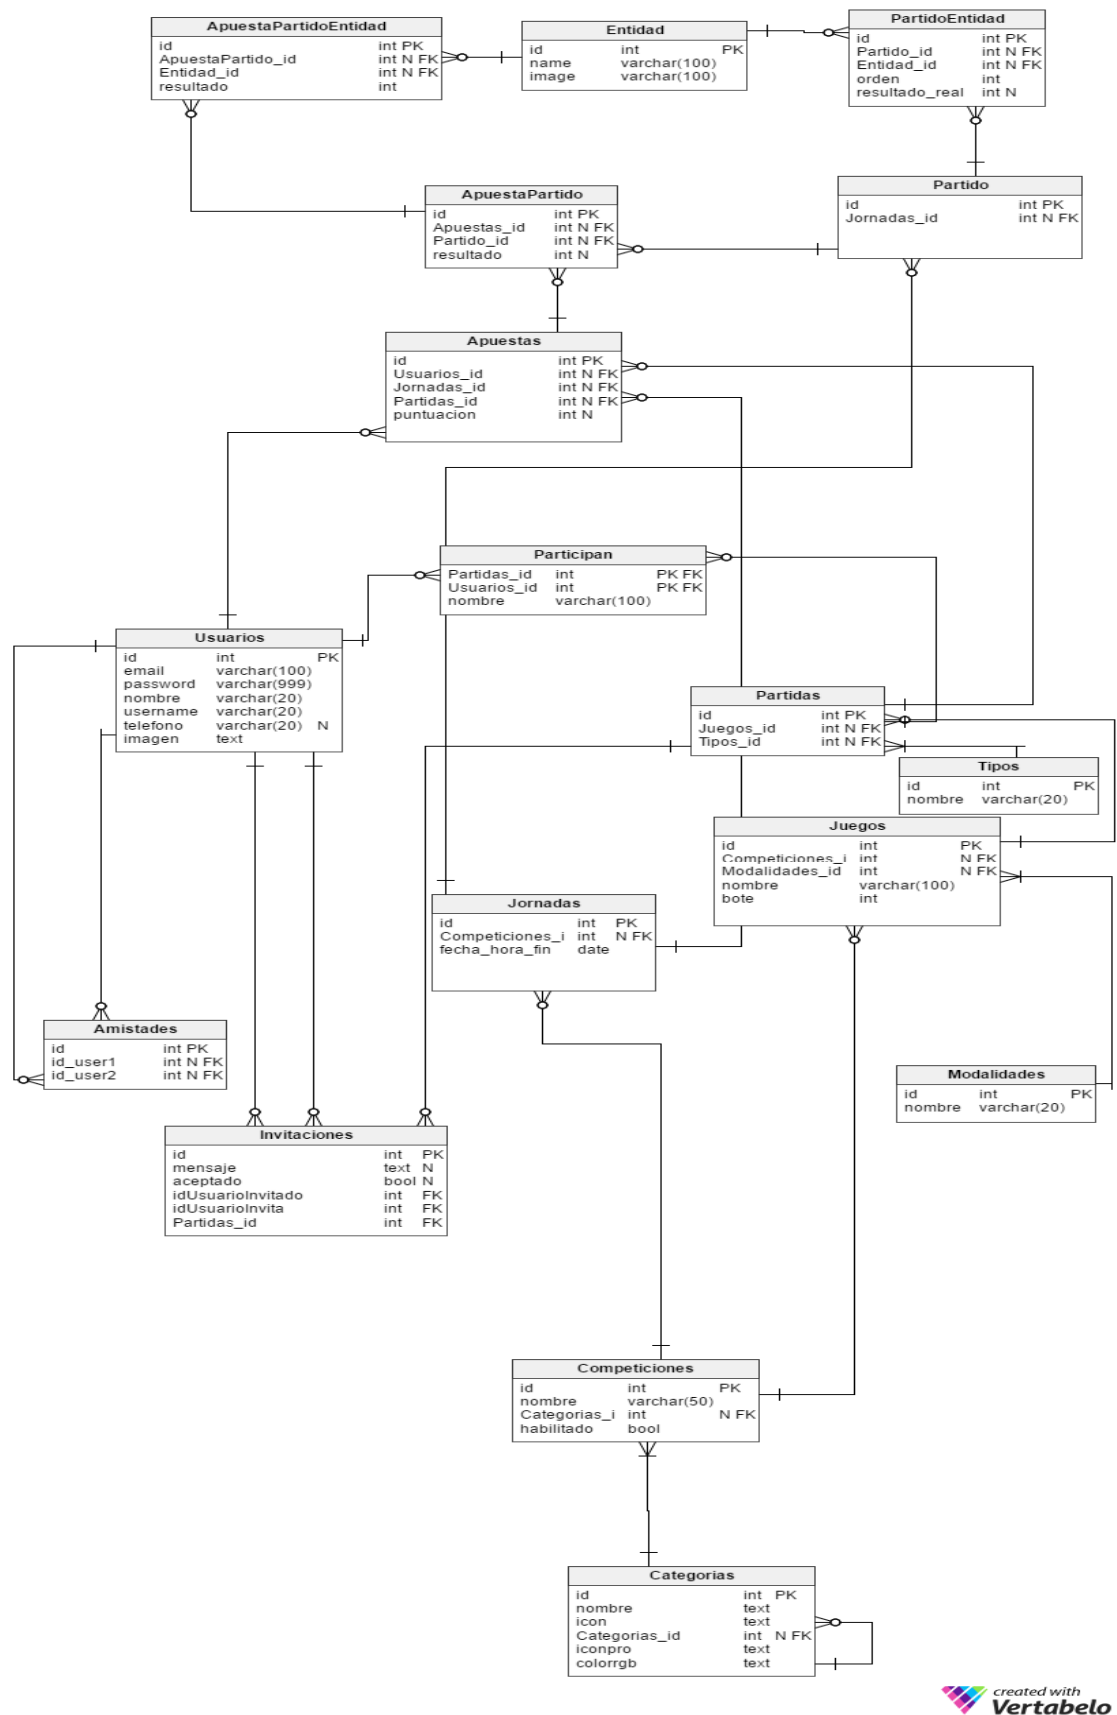 ApuestaPartidoEntidad
id int PK
ApuestaPartido_id int N FK
Entidad_id int N FK
resultado int
Entidad
id int PK
name varchar(100)
image varchar(100)
PartidoEntidad
id int PK
Partido_id int N FK
Entidad_id int N FK
orden int
resultado_real int N
ApuestaPartido
id int PK
Apuestas_id int N FK
Partido_id int N FK
resultado int N
Partido
id int PK
Jornadas_id int N FK
Apuestas
id int PK
Usuarios_id int N FK
Jornadas_id int N FK
Partidas_id int N FK
puntuacion int N
Participan
Partidas_id int PK FK
Usuarios_id int PK FK
nombre varchar(100)
Usuarios
id int PK
email varchar(100)
password varchar(999)
nombre varchar(20)
username varchar(20)
telefono varchar(20) N
imagen text
Partidas
id int PK
Juegos_id int N FK
Tipos_id int N FK
Tipos
id int PK
nombre varchar(20)
Juegos
id int PK
Competiciones_i int N FK
Modalidades_id int N FK
nombre varchar(100)
bote int
Jornadas
id int PK
Competiciones_i int N FK
fecha_hora_fin date
Amistades
id int PK
id_user1 int N FK
id_user2 int N FK
Modalidades
id int PK
nombre varchar(20)
Invitaciones
id int PK
mensaje text N
aceptado bool N
idUsuarioInvitado int FK
idUsuarioInvita int FK
Partidas_id int FK
Competiciones
id int PK
nombre varchar(50)
Categorias_i int N FK
habilitado bool
Categorias
id int PK
nombre text
icon text
Categorias_id int N FK
iconpro text
colorrgb text
created with
Vertabelo